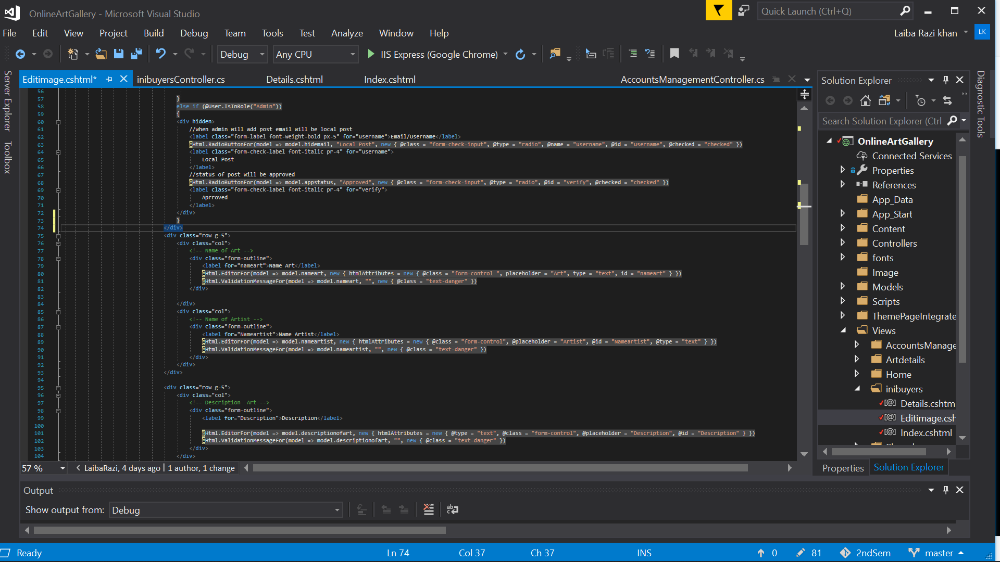 OnlineArtGallery - Microsoft Visual Studio
Quick Launch (Ctrl+Q)
File Edit View Project Build Debug Team Tools Test Analyze Window Help
Laiba Razi khan LK
Debug Any CPU IIS Express (Google Chrome)
Server Explorer
Toolbox
Editimage.cshtml* inibuyersController.cs Details.cshtml Index.cshtml AccountsManagementController.cs
56
57 }
58 else if (@User.IsInRole("Admin"))
59 {
60 <div hidden>
61 //when admin will add post email will be local post
62 <label class="form-label font-weight-bold px-5" for="username">Email/Username</label>
63 @Html.RadioButtonFor(model => model.hidemail, "Local Post", new { @class = "form-check-input", @type = "radio", @name = "username", @id = "username", @checked = "checked" })
64 <label class="form-check-label font-italic pr-4" for="username">
65 Local Post
66 </label>
67 //status of post will be approved
68 @Html.RadioButtonFor(model => model.appstatus, "Approved", new { @class = "form-check-input", @type = "radio", @id = "verify", @checked = "checked" })
69 <label class="form-check-label font-italic pr-4" for="verify">
70 Aprroved
71 </label>
72 </div>
73 }
74 </div>
75 <div class="row g-5">
76 <div class="col">
77 <!-- Name of Art -->
78 <div class="form-outline">
79 <label for="nameart">Name Art</label>
80 @Html.EditorFor(model => model.nameart, new { htmlAttributes = new { @class = "form-control ", placeholder = "Art", type = "text", id = "nameart" } })
81 @Html.ValidationMessageFor(model => model.nameart, "", new { @class = "text-danger" })
82 </div>
83
84 </div>
85 <div class="col">
86 <!-- Name of Artist -->
87 <div class="form-outline">
88 <label for="Nameartist">Name Artist</label>
89 @Html.EditorFor(model => model.nameartist, new { htmlAttributes = new { @class = "form-control", @placeholder = "Artist", @id = "Nameartist", @type = "text" } })
90 @Html.ValidationMessageFor(model => model.nameartist, "", new { @class = "text-danger" })
91 </div>
92 </div>
93 </div>
94
95 <div class="row g-5">
96 <div class="col">
97 <!-- Description  Art -->
98 <div class="form-outline">
99 <label for="Description">Description</label>
100
101 @Html.EditorFor(model => model.descriptionofart, new { htmlAttributes = new { @type = "text", @class = "form-control", @placeholder = "Description", @id = "Description" } })
102 @Html.ValidationMessageFor(model => model.descriptionofart, "", new { @class = "text-danger" })
103 </div>
104 </div>
57 % LaibaRazi, 4 days ago | 1 author, 1 change
Solution Explorer
Search Solution Explorer (Ctrl
OnlineArtGallery
Connected Services
Properties
References
App_Data
App_Start
Content
Controllers
fonts
Image
Models
Scripts
ThemePageIntegrate
Views
AccountsManage
Artdetails
Home
inibuyers
Details.cshtm
Editimage.csh
Index.cshtml
Properties Solution Explorer
Diagnostic Tools
Output
Show output from: Debug
Ready Ln 74 Col 37 Ch 37 INS 0 81 2ndSem master